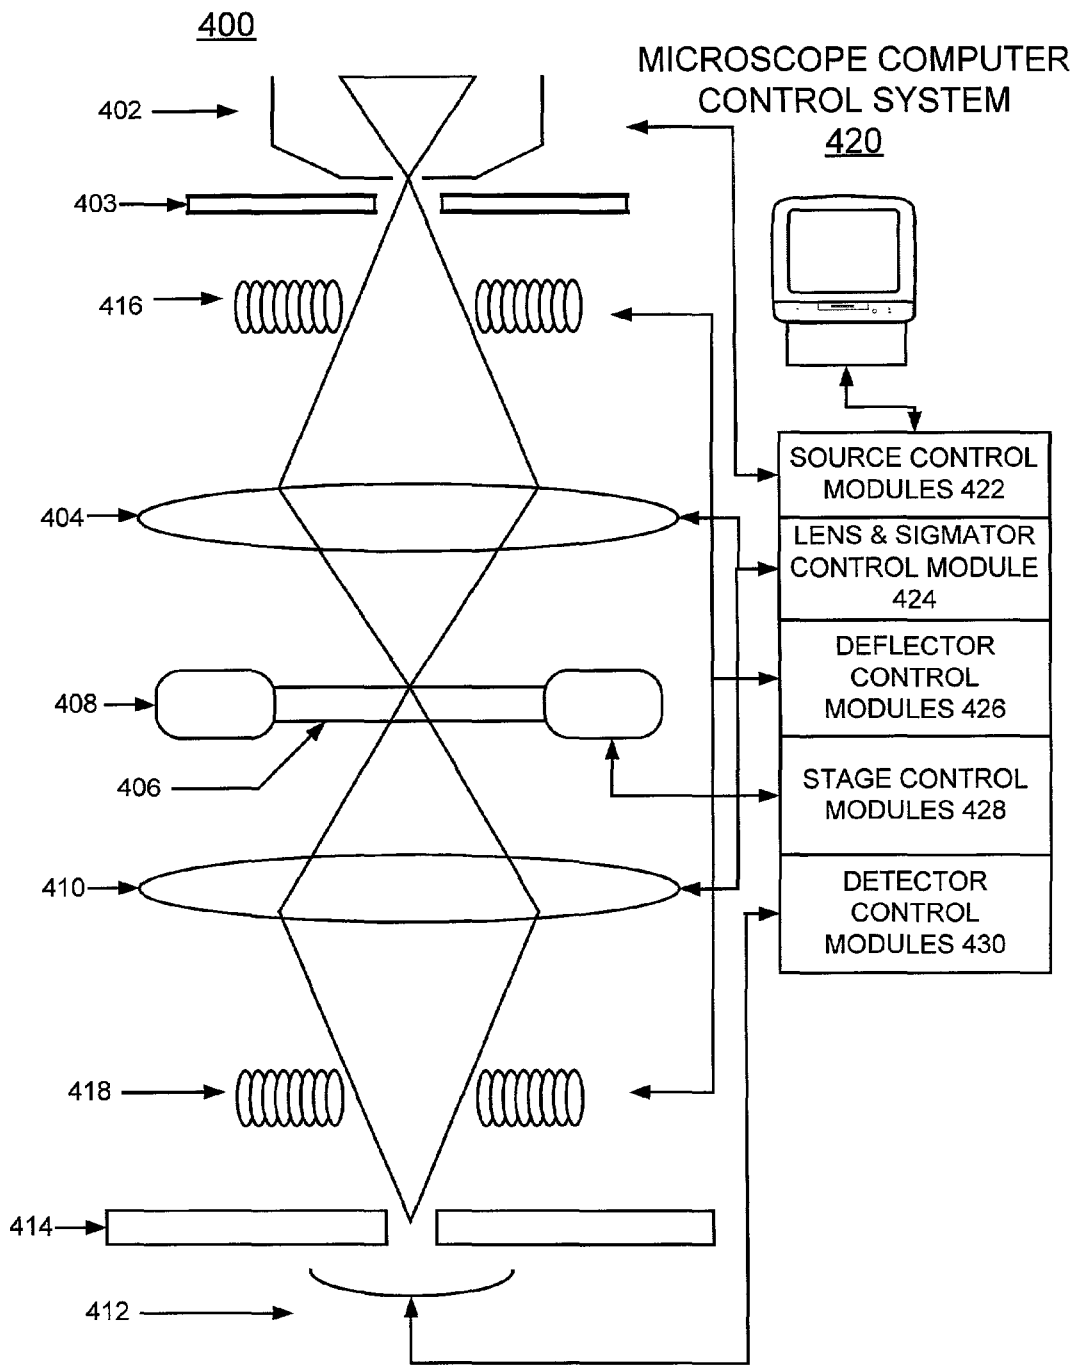 400
MICROSCOPE COMPUTER
CONTROL SYSTEM
420
402
403
416
SOURCE CONTROL
MODULES 422
404
LENS & SIGMATOR
CONTROL MODULE
424
DEFLECTOR
CONTROL
MODULES 426
408
406
STAGE CONTROL
MODULES 428
410
DETECTOR
CONTROL
MODULES 430
418
414
412